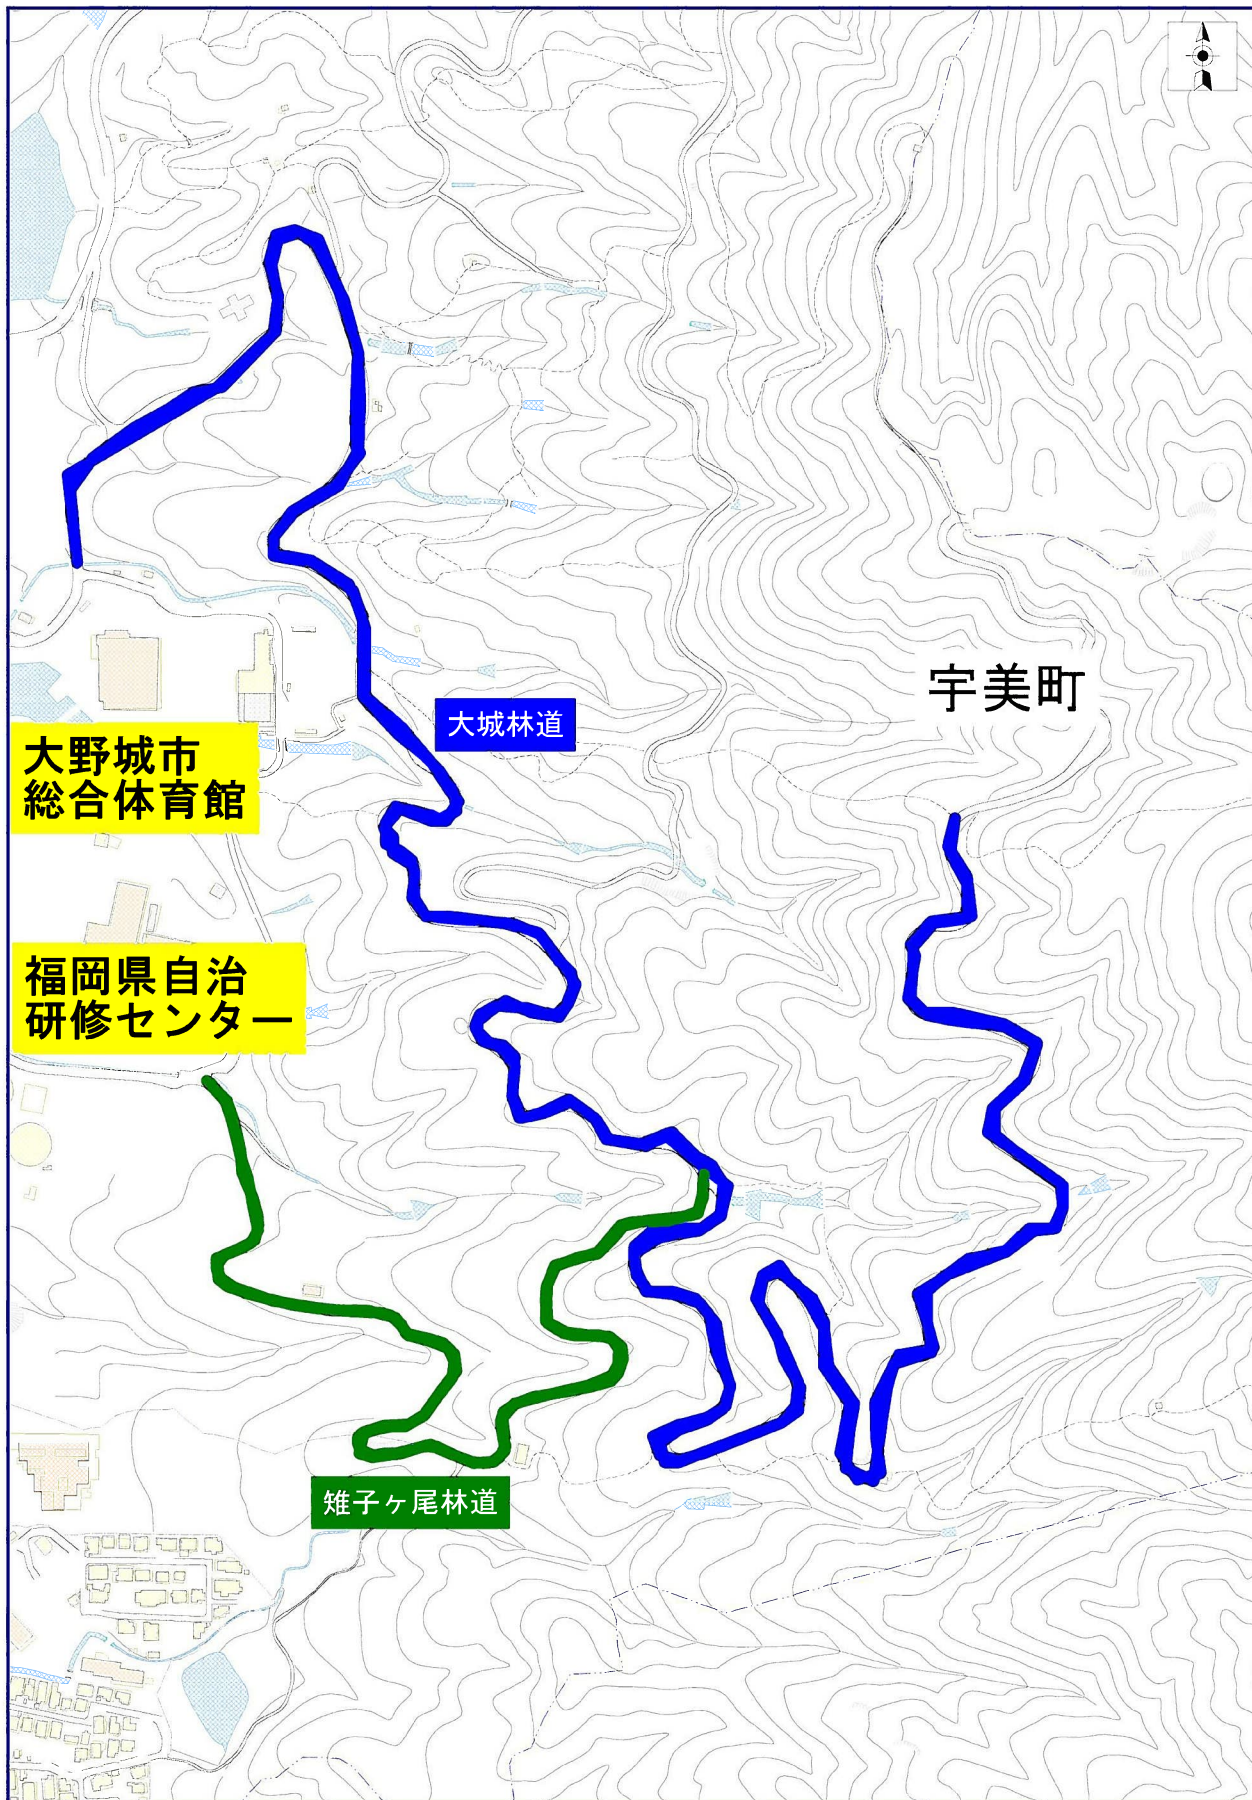 宇美町
大城林道
大野城市
総合体育館
福岡県自治
研修センター
雉子ヶ尾林道